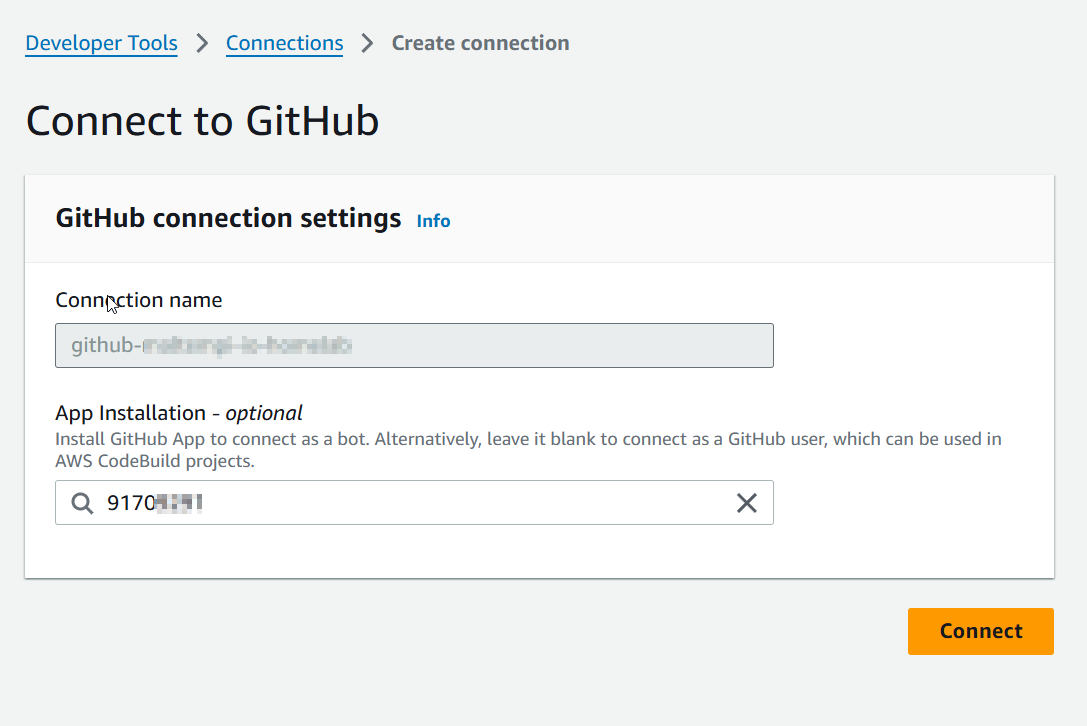 Developer Tools > Connections > Create connection
Connect to GitHub
GitHub connection settings Info
Connection name
github-
App Installation - optional
Install GitHub App to connect as a bot. Alternatively, leave it blank to connect as a GitHub user, which can be used in
AWS CodeBuild projects.
9170
Connect